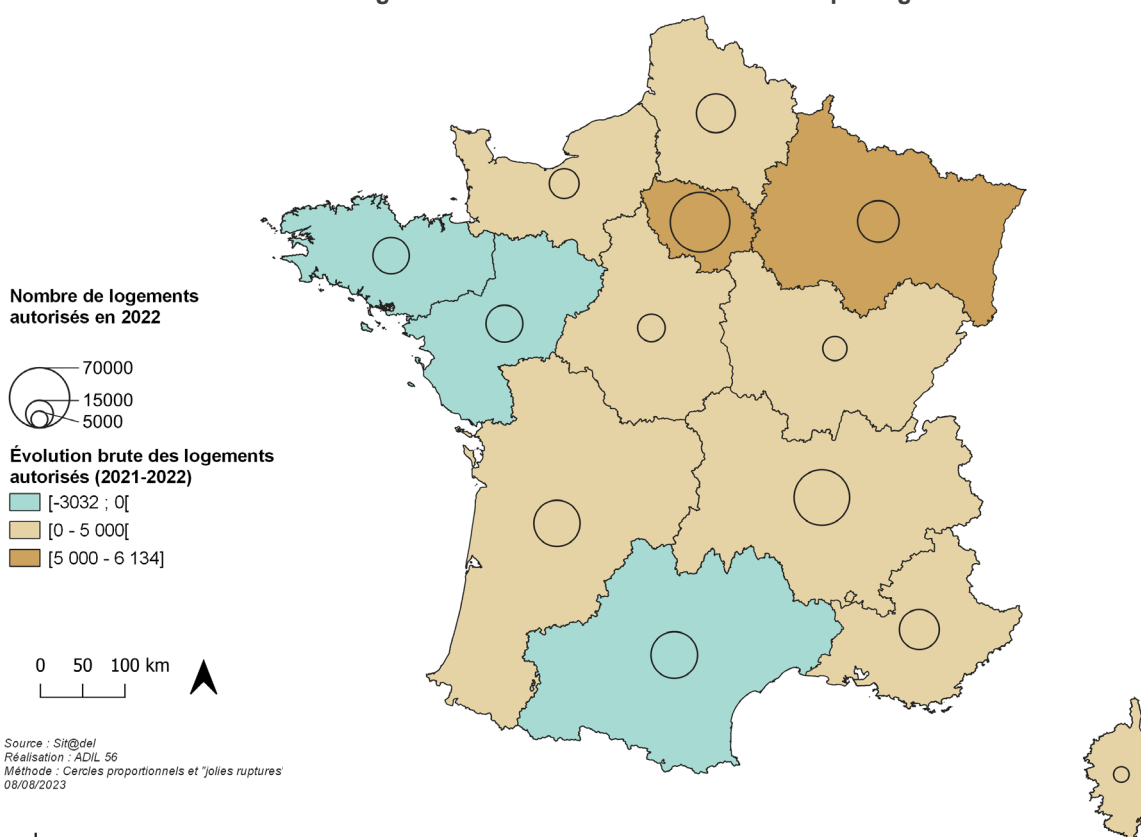 Nombre de logements
autorisés en 2022
70000
15000
5000
Évolution brute des logements
autorisés (2021-2022)
[-3032 ; 0[
[0 - 5 000[
[5 000 - 6 134]
0 50 100 km
Source : Sit@del
Réalisation : ADIL 56
Méthode : Cercles proportionnels et "jolies ruptures"
08/08/2023